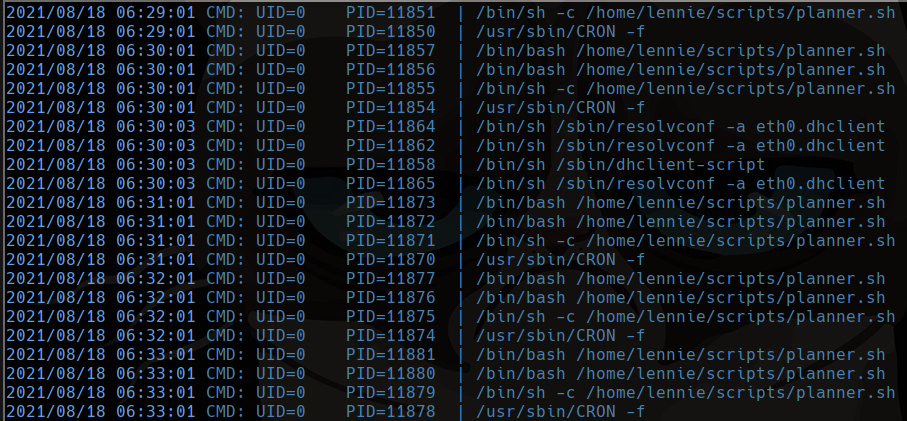 2021/08/18 06:29:01 CMD: UID=0    PID=11851  | /bin/sh -c /home/lennie/scripts/planner.sh
2021/08/18 06:29:01 CMD: UID=0    PID=11850  | /usr/sbin/CRON -f
2021/08/18 06:30:01 CMD: UID=0    PID=11857  | /bin/bash /home/lennie/scripts/planner.sh
2021/08/18 06:30:01 CMD: UID=0    PID=11856  | /bin/bash /home/lennie/scripts/planner.sh
2021/08/18 06:30:01 CMD: UID=0    PID=11855  | /bin/sh -c /home/lennie/scripts/planner.sh
2021/08/18 06:30:01 CMD: UID=0    PID=11854  | /usr/sbin/CRON -f
2021/08/18 06:30:03 CMD: UID=0    PID=11864  | /bin/sh /sbin/resolvconf -a eth0.dhclient
2021/08/18 06:30:03 CMD: UID=0    PID=11862  | /bin/sh /sbin/resolvconf -a eth0.dhclient
2021/08/18 06:30:03 CMD: UID=0    PID=11858  | /bin/sh /sbin/dhclient-script
2021/08/18 06:30:03 CMD: UID=0    PID=11865  | /bin/sh /sbin/resolvconf -a eth0.dhclient
2021/08/18 06:31:01 CMD: UID=0    PID=11873  | /bin/bash /home/lennie/scripts/planner.sh
2021/08/18 06:31:01 CMD: UID=0    PID=11872  | /bin/bash /home/lennie/scripts/planner.sh
2021/08/18 06:31:01 CMD: UID=0    PID=11871  | /bin/sh -c /home/lennie/scripts/planner.sh
2021/08/18 06:31:01 CMD: UID=0    PID=11870  | /usr/sbin/CRON -f
2021/08/18 06:32:01 CMD: UID=0    PID=11877  | /bin/bash /home/lennie/scripts/planner.sh
2021/08/18 06:32:01 CMD: UID=0    PID=11876  | /bin/bash /home/lennie/scripts/planner.sh
2021/08/18 06:32:01 CMD: UID=0    PID=11875  | /bin/sh -c /home/lennie/scripts/planner.sh
2021/08/18 06:32:01 CMD: UID=0    PID=11874  | /usr/sbin/CRON -f
2021/08/18 06:33:01 CMD: UID=0    PID=11881  | /bin/bash /home/lennie/scripts/planner.sh
2021/08/18 06:33:01 CMD: UID=0    PID=11880  | /bin/bash /home/lennie/scripts/planner.sh
2021/08/18 06:33:01 CMD: UID=0    PID=11879  | /bin/sh -c /home/lennie/scripts/planner.sh
2021/08/18 06:33:01 CMD: UID=0    PID=11878  | /usr/sbin/CRON -f